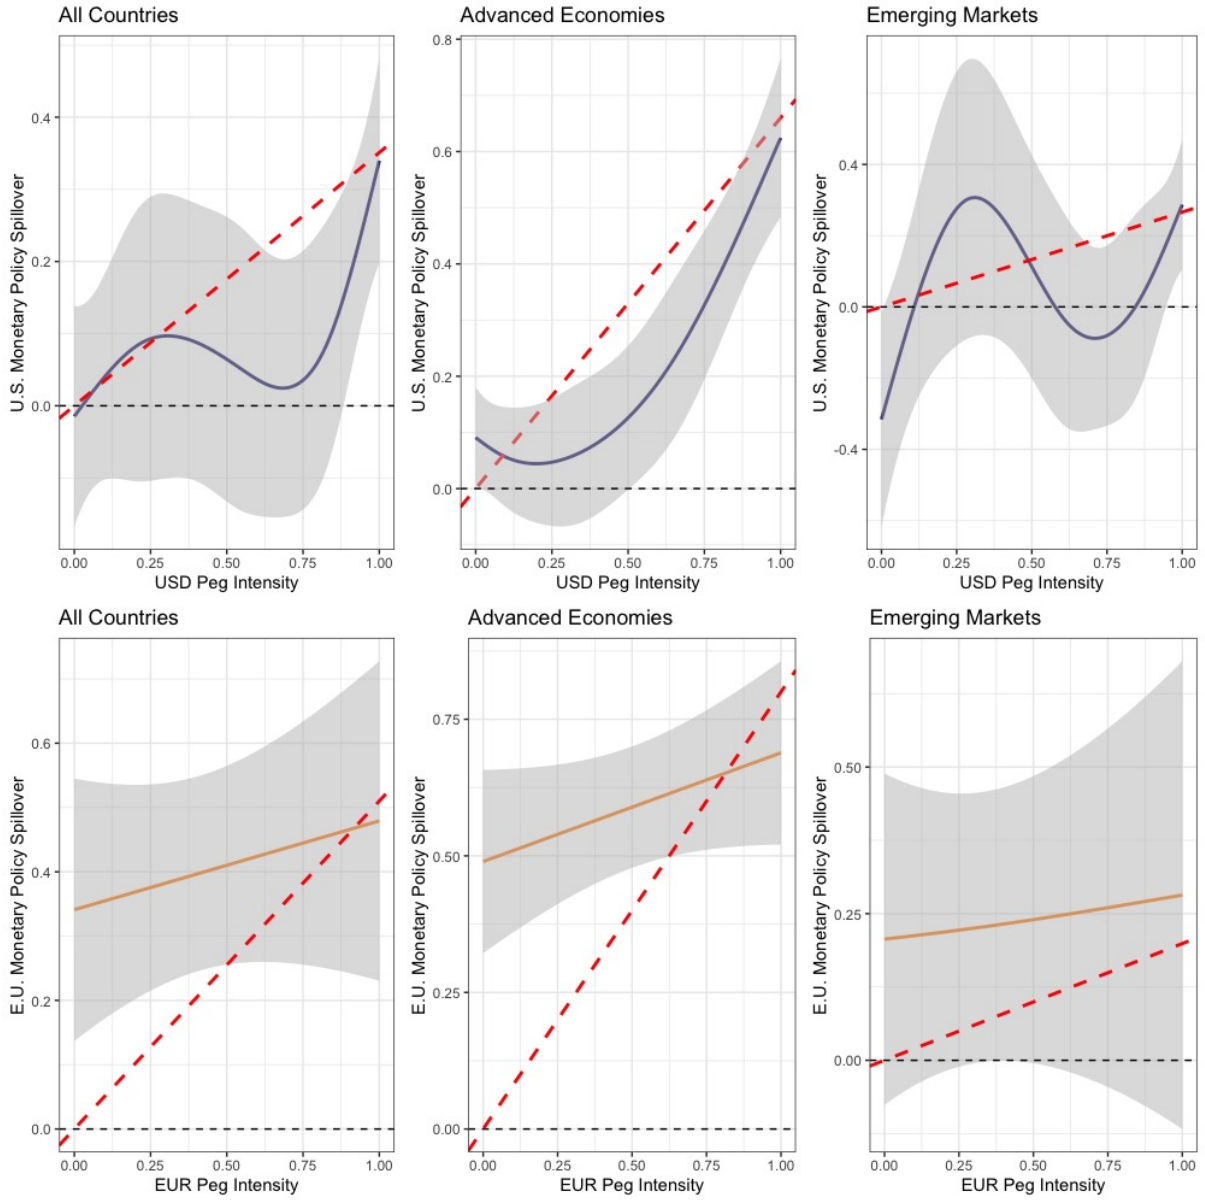 All Countries
Advanced Economies
Emerging Markets
U.S. Monetary Policy Spillover
0.4
0.2
0.0
0.00 0.25 0.50 0.75 1.00
USD Peg Intensity
U.S. Monetary Policy Spillover
0.8
0.6
0.4
0.2
0.0
0.00 0.25 0.50 0.75 1.00
USD Peg Intensity
U.S. Monetary Policy Spillover
0.4
0.0
-0.4
0.00 0.25 0.50 0.75 1.00
USD Peg Intensity
All Countries
Advanced Economies
Emerging Markets
E.U. Monetary Policy Spillover
0.6
0.4
0.2
0.0
0.00 0.25 0.50 0.75 1.00
EUR Peg Intensity
E.U. Monetary Policy Spillover
0.75
0.50
0.25
0.00
0.00 0.25 0.50 0.75 1.00
EUR Peg Intensity
E.U. Monetary Policy Spillover
0.50
0.25
0.00
0.00 0.25 0.50 0.75 1.00
EUR Peg Intensity